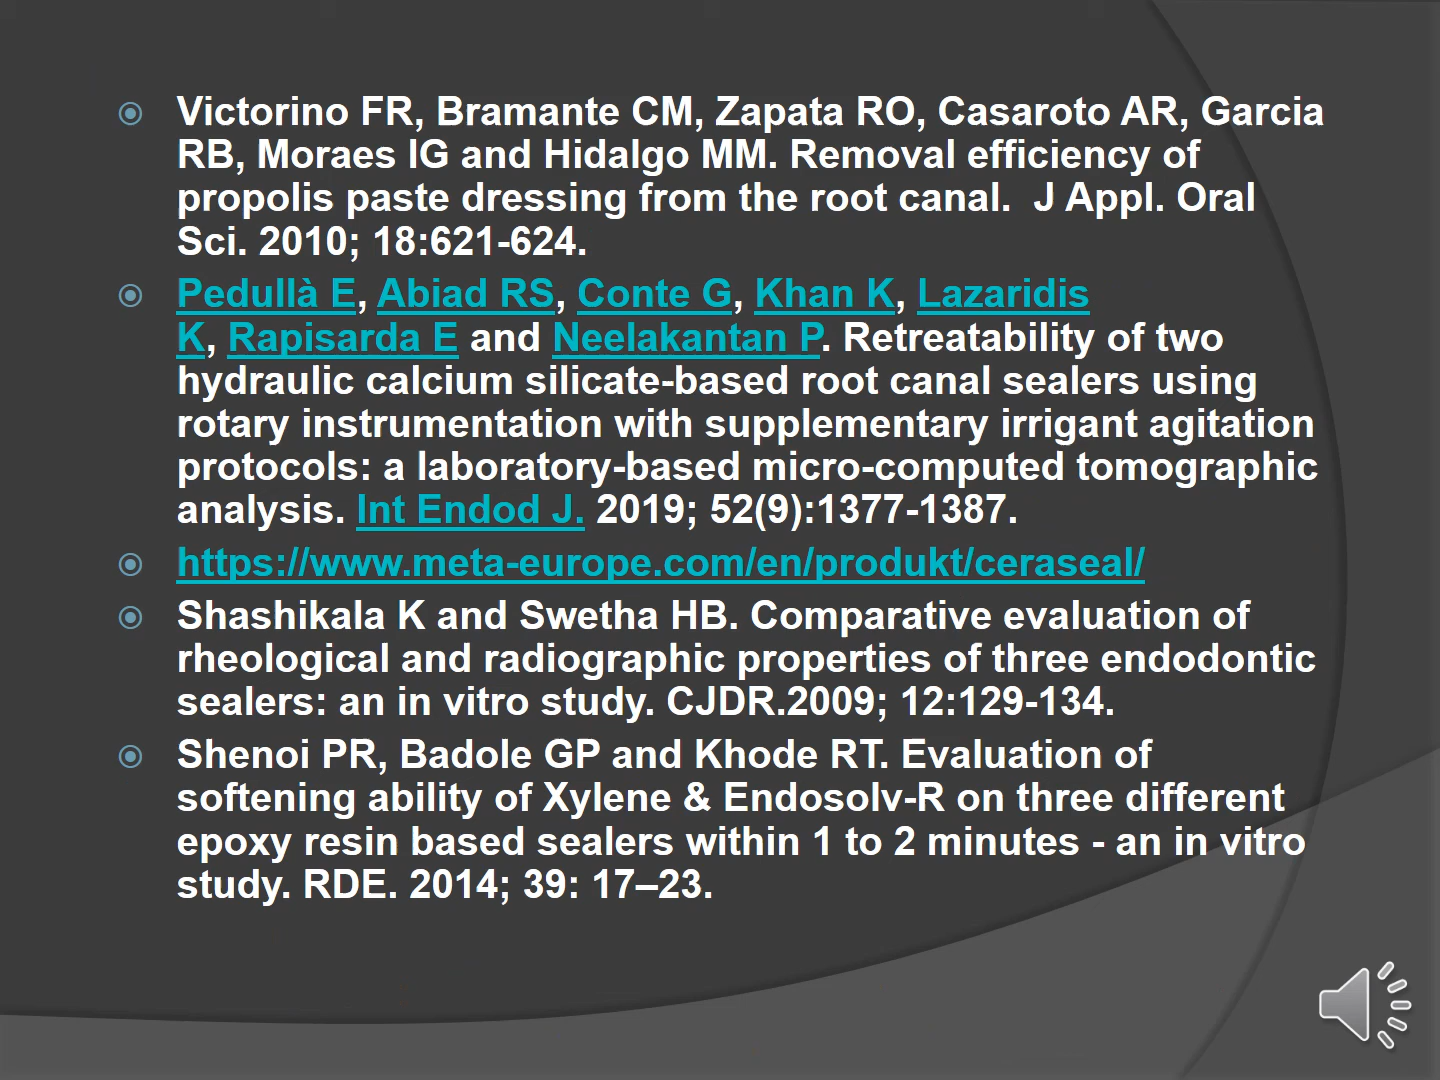 Victorino FR, Bramante CM, Zapata RO, Casaroto AR, Garcia
RB, Moraes IG and Hidalgo MM. Removal efficiency of
propolis paste dressing from the root canal.  J Appl. Oral
Sci. 2010; 18:621-624.
Pedullà E, Abiad RS, Conte G, Khan K, Lazaridis
K, Rapisarda E and Neelakantan P. Retreatability of two
hydraulic calcium silicate-based root canal sealers using
rotary instrumentation with supplementary irrigant agitation
protocols: a laboratory-based micro-computed tomographic
analysis. Int Endod J. 2019; 52(9):1377-1387.
https://www.meta-europe.com/en/produkt/ceraseal/
Shashikala K and Swetha HB. Comparative evaluation of
rheological and radiographic properties of three endodontic
sealers: an in vitro study. CJDR.2009; 12:129-134.
Shenoi PR, Badole GP and Khode RT. Evaluation of
softening ability of Xylene & Endosolv-R on three different
epoxy resin based sealers within 1 to 2 minutes - an in vitro
study. RDE. 2014; 39: 17–23.